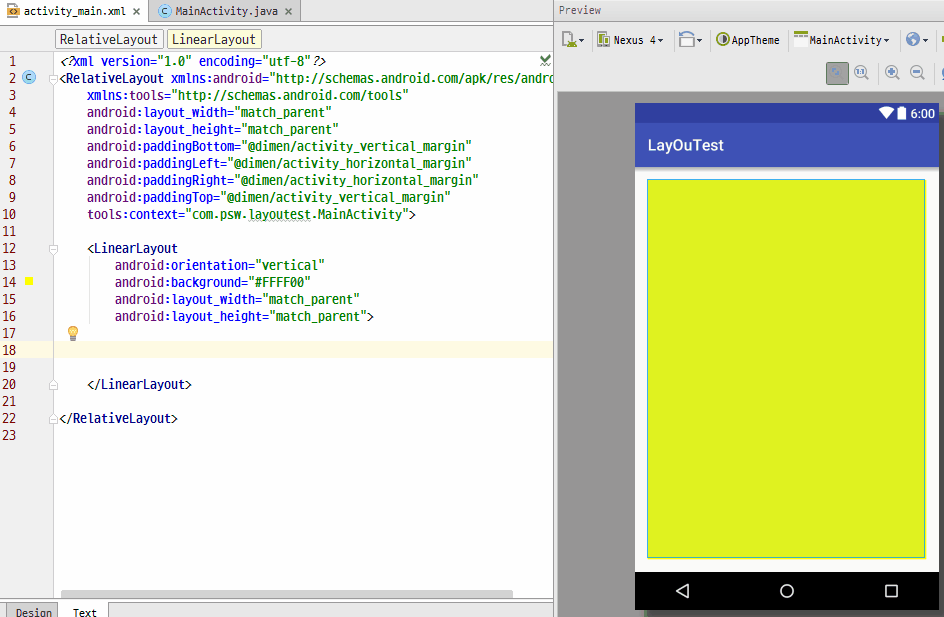 activity_main.xml
MainActivity.java
Preview
Nexus 4
AppTheme
MainActivity
RelativeLayout
LinearLayout
1 <?xml version="1.0" encoding="utf-8"?>
2 <RelativeLayout xmlns:android="http://schemas.android.com/apk/res/andro
3 xmlns:tools="http://schemas.android.com/tools"
4 android:layout_width="match_parent"
5 android:layout_height="match_parent"
6 android:paddingBottom="@dimen/activity_vertical_margin"
7 android:paddingLeft="@dimen/activity_horizontal_margin"
8 android:paddingRight="@dimen/activity_horizontal_margin"
9 android:paddingTop="@dimen/activity_vertical_margin"
10 tools:context="com.psw.layoutest.MainActivity">
11
12 <LinearLayout
13 android:orientation="vertical"
14 android:background="#FFFF00"
15 android:layout_width="match_parent"
16 android:layout_height="match_parent">
17
18
19
20 </LinearLayout>
21
22 </RelativeLayout>
23
Design
Text
1:1
6:00
LayOuTest